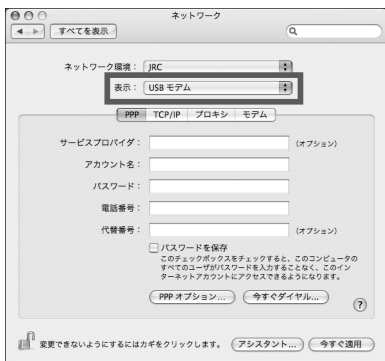 ネットワーク
すべてを表示
ネットワーク環境： JRC
表示： USB モデム
PPP TCP/IP プロキシ モデム
サービスプロバイダ： (オプション)
アカウント名：
パスワード：
電話番号：
代替番号： (オプション)
パスワードを保存
このチェックボックスをチェックすると、このコンピュータの
すべてのユーザがパスワードを入力することなく、このイン
ターネットアカウントにアクセスできるようになります。
PPP オプション... 今すぐダイヤル...
?
変更できないようにするにはカギをクリックします。 アシスタント... 今すぐ適用